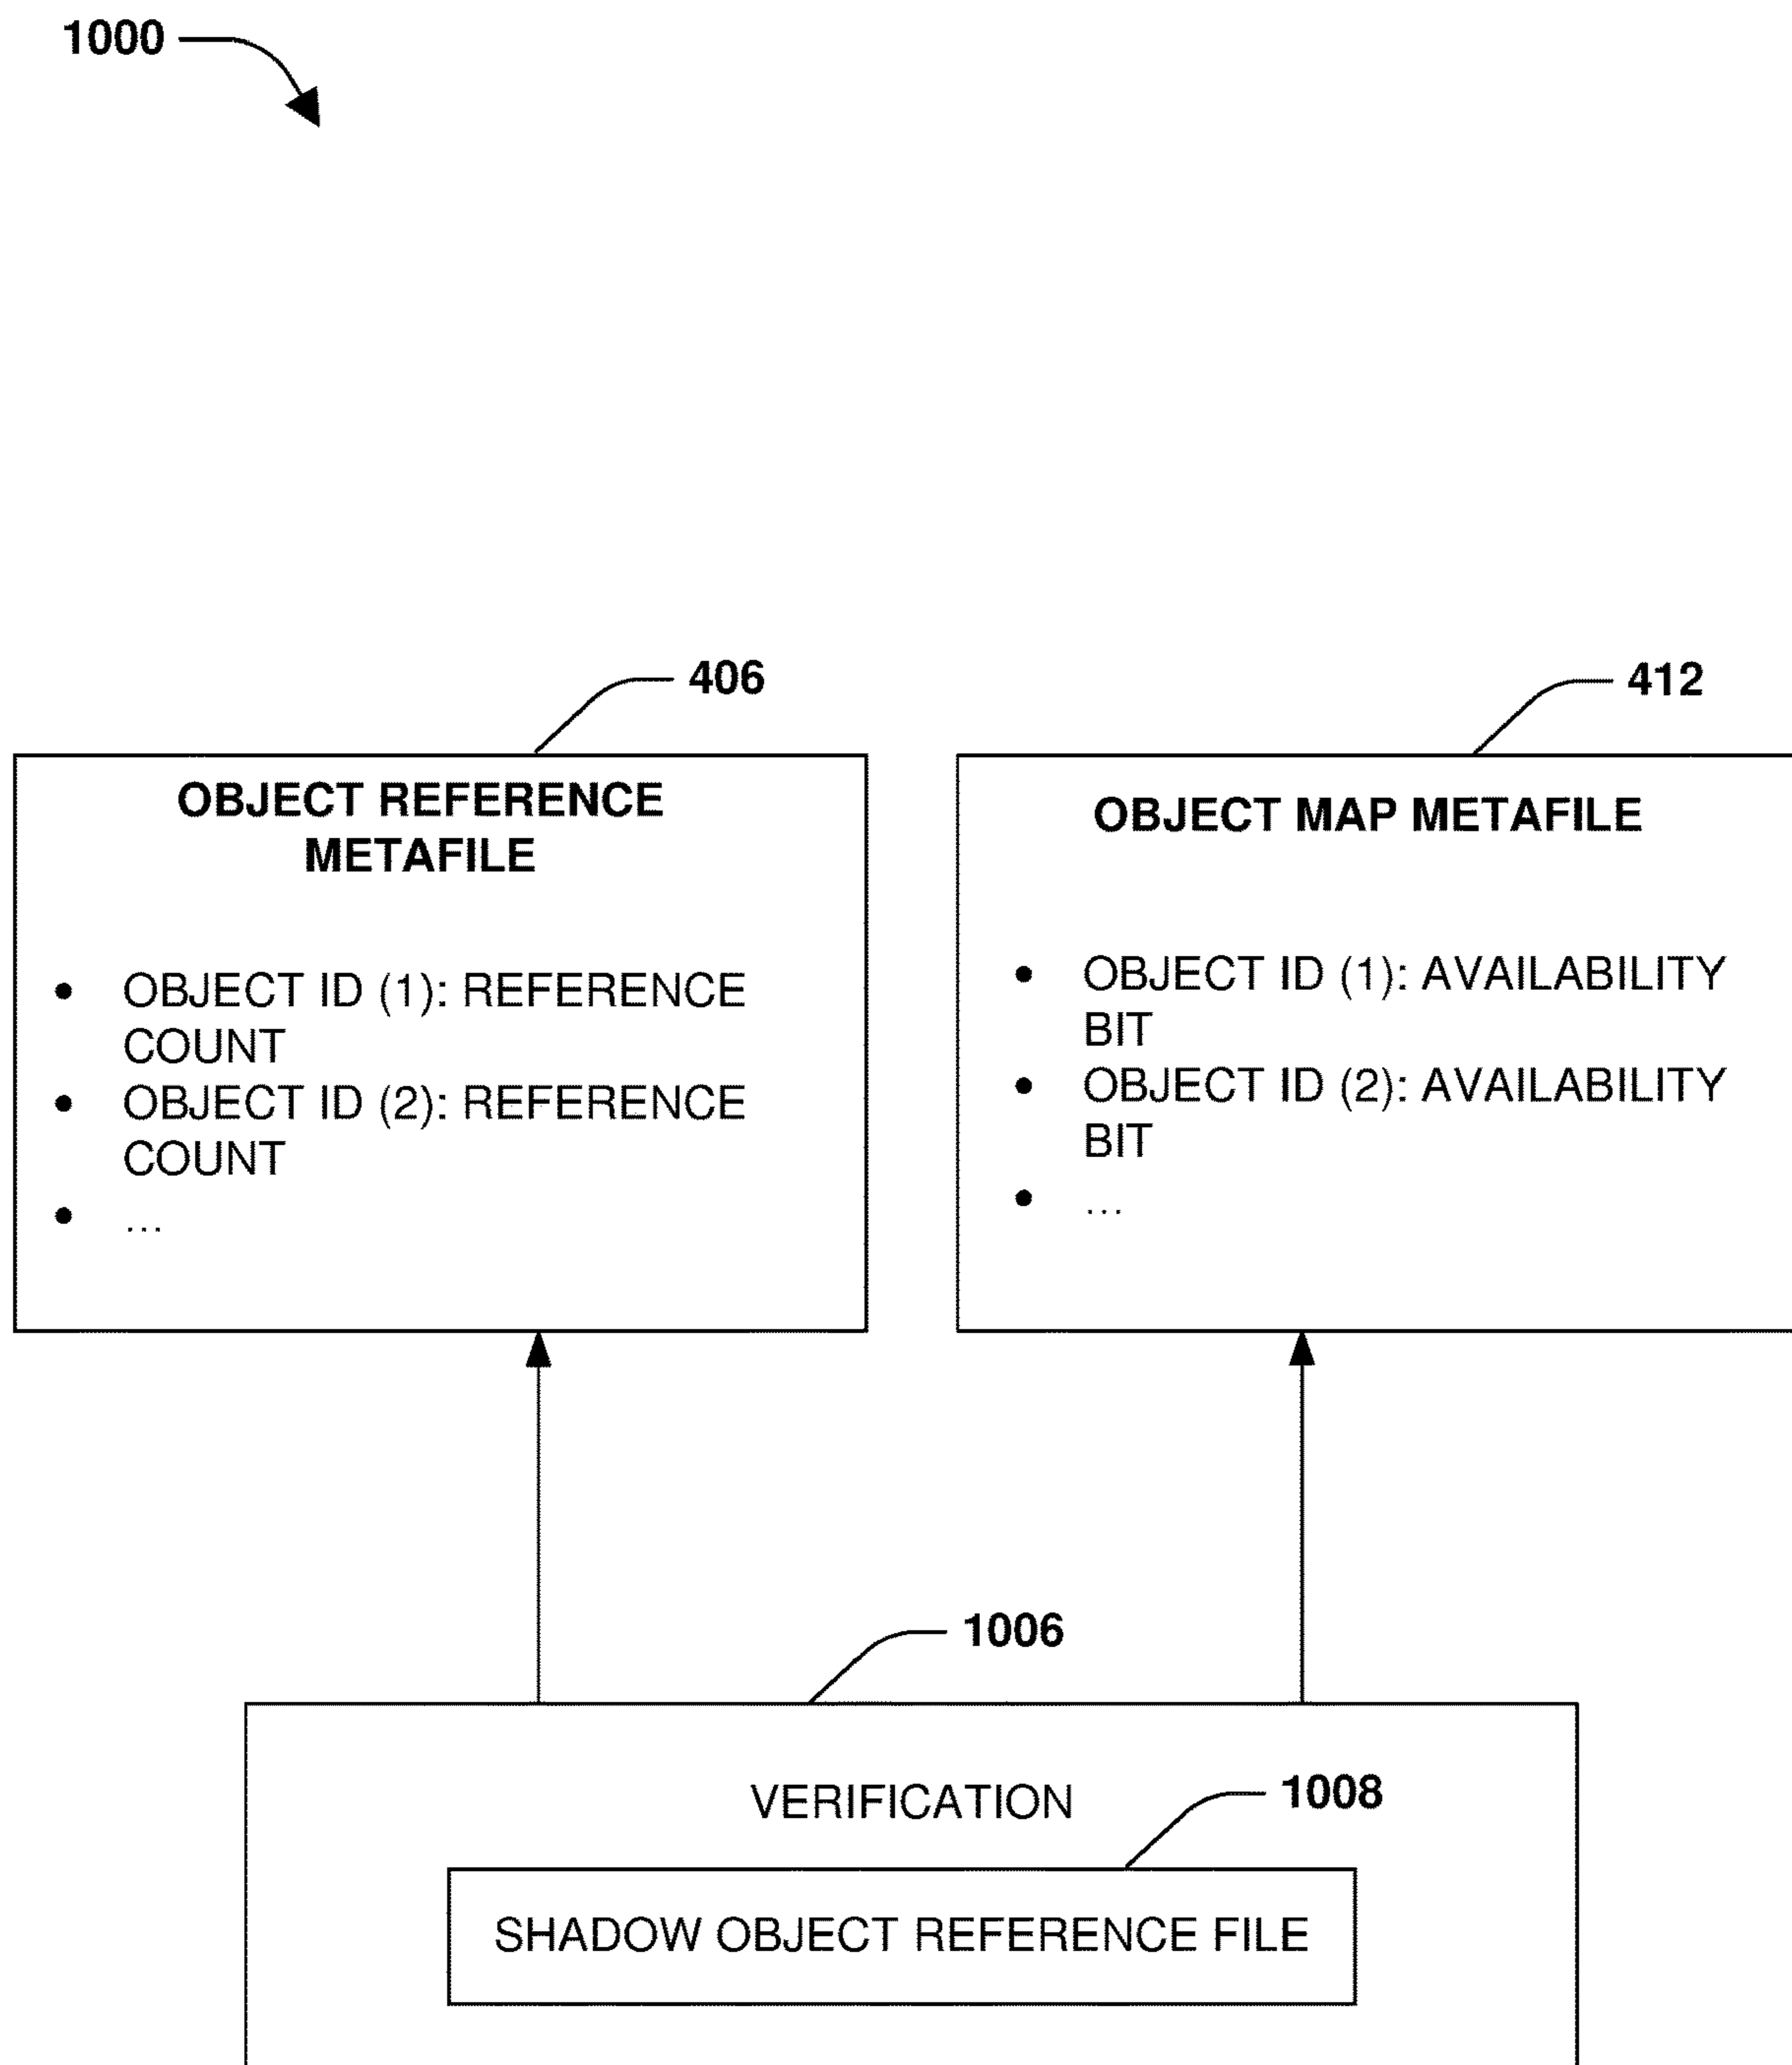 1000
406
412
OBJECT REFERENCE
METAFILE
• OBJECT ID (1): REFERENCE
COUNT
• OBJECT ID (2): REFERENCE
COUNT
• ...
OBJECT MAP METAFILE
• OBJECT ID (1): AVAILABILITY
BIT
• OBJECT ID (2): AVAILABILITY
BIT
• ...
1006
VERIFICATION
1008
SHADOW OBJECT REFERENCE FILE